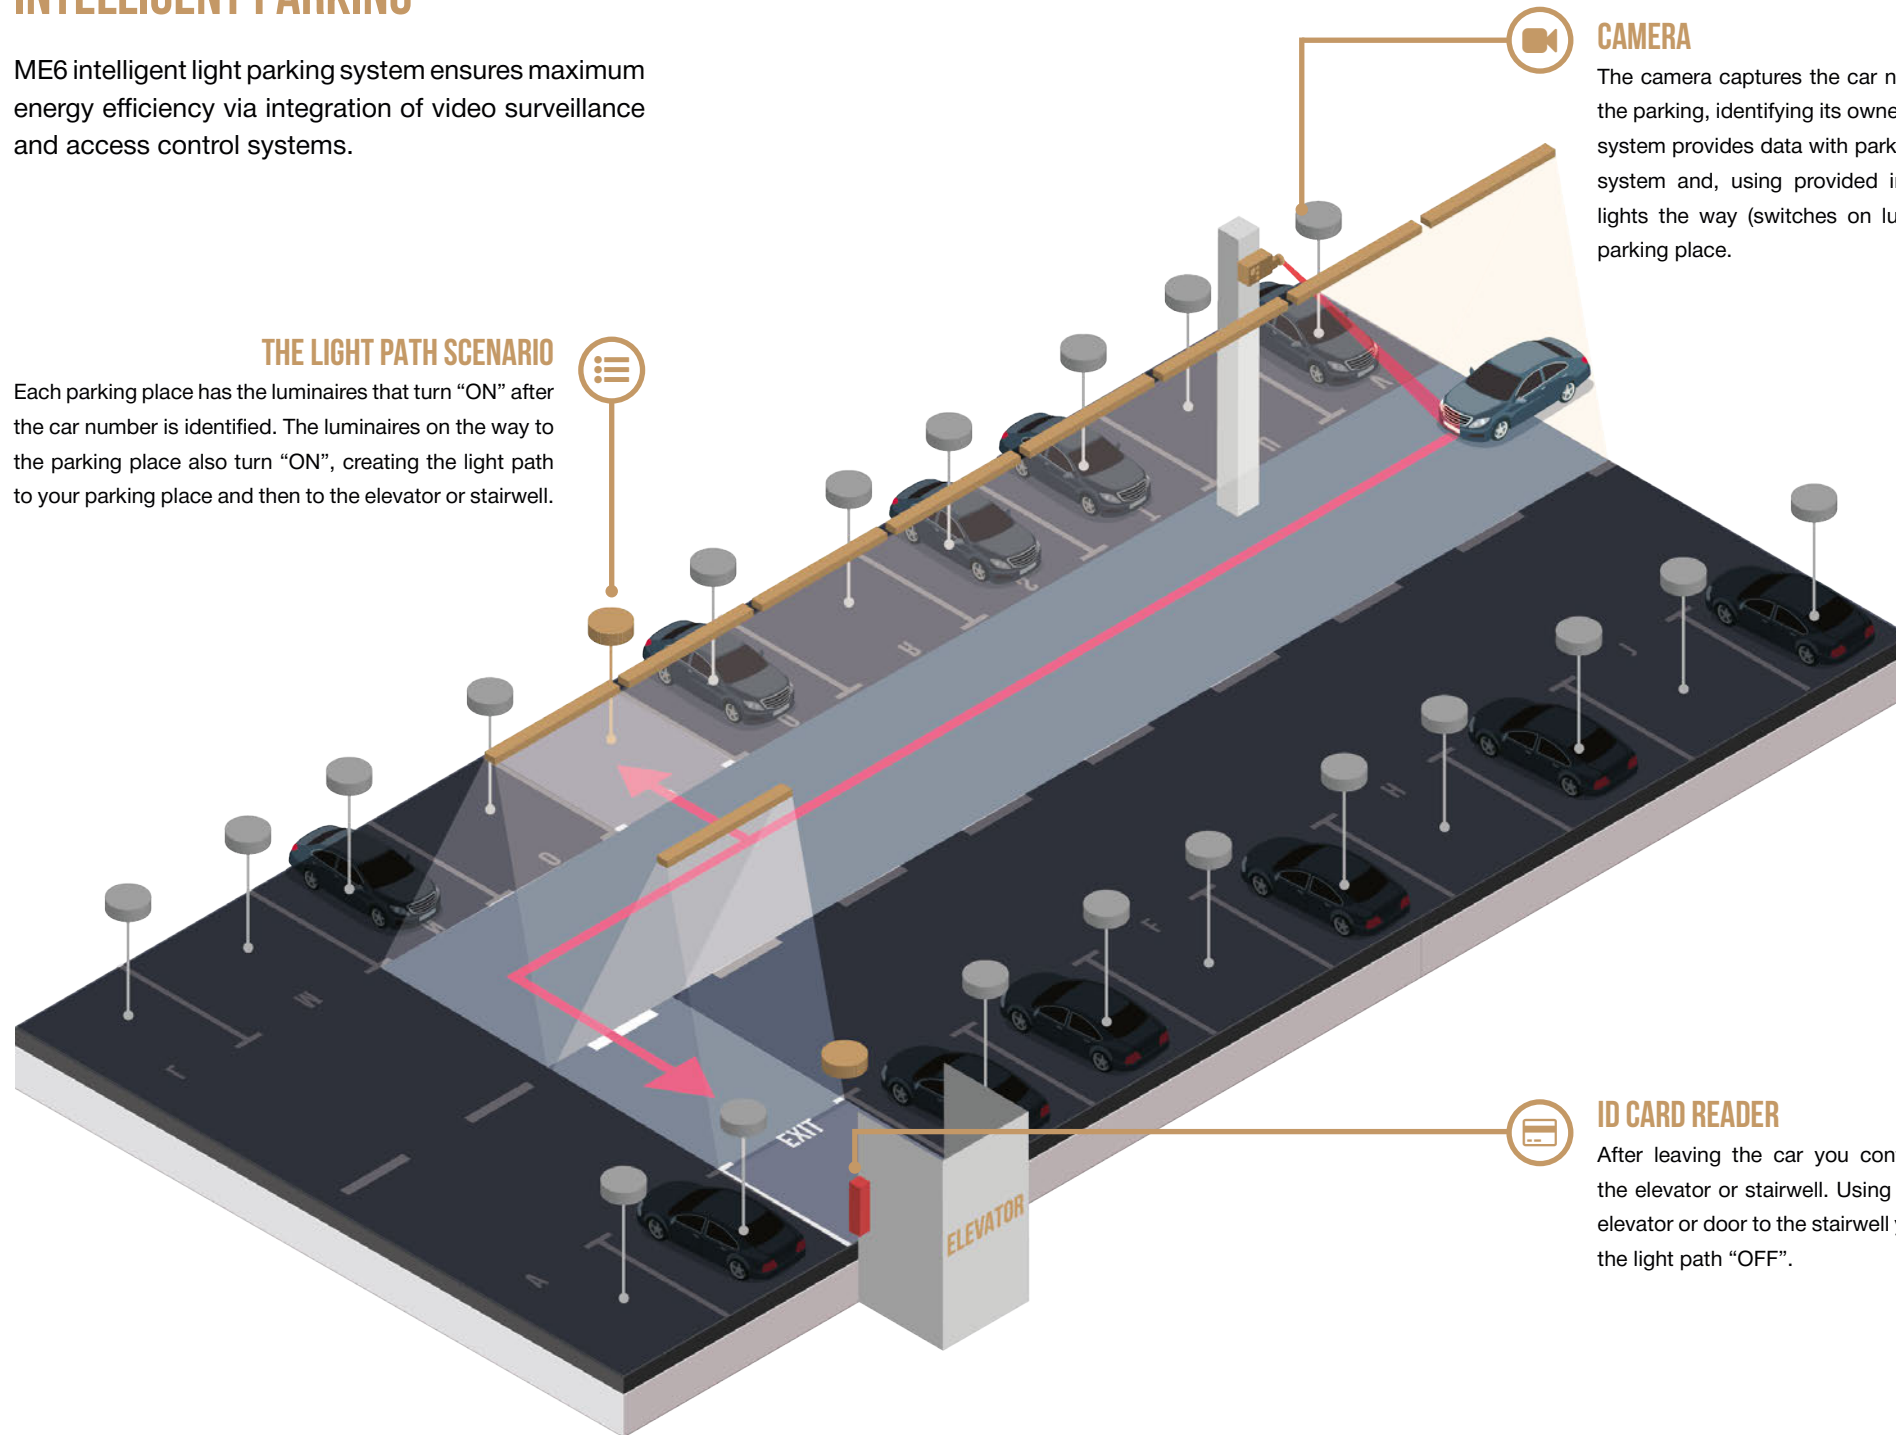 INTELLIGENT PARKING
ME6 intelligent light parking system ensures maximum
energy efficiency via integration of video surveillance
and access control systems.
CAMERA
The camera captures the car
the parking, identifying its
system provides data with
system and, using provided
lights the way (switches on
parking place.
THE LIGHT PATH SCENARIO
Each parking place has the luminaires that turn “ON” after
the car number is identified. The luminaires on the way to
the parking place also turn “ON”, creating the light path
to your parking place and then to the elevator or stairwell.
EXIT
ELEVATOR
ID CARD READER
After leaving the car you
the elevator or stairwell. Using
elevator or door to the stairwell
the light path “OFF”.